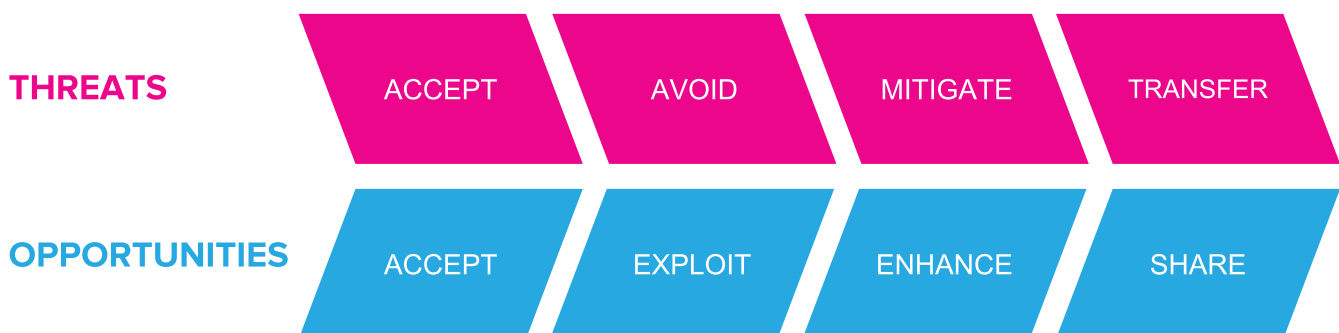 THREATS ACCEPT AVOID MITIGATE TRANSFER
OPPORTUNITIES ACCEPT EXPLOIT ENHANCE SHARE